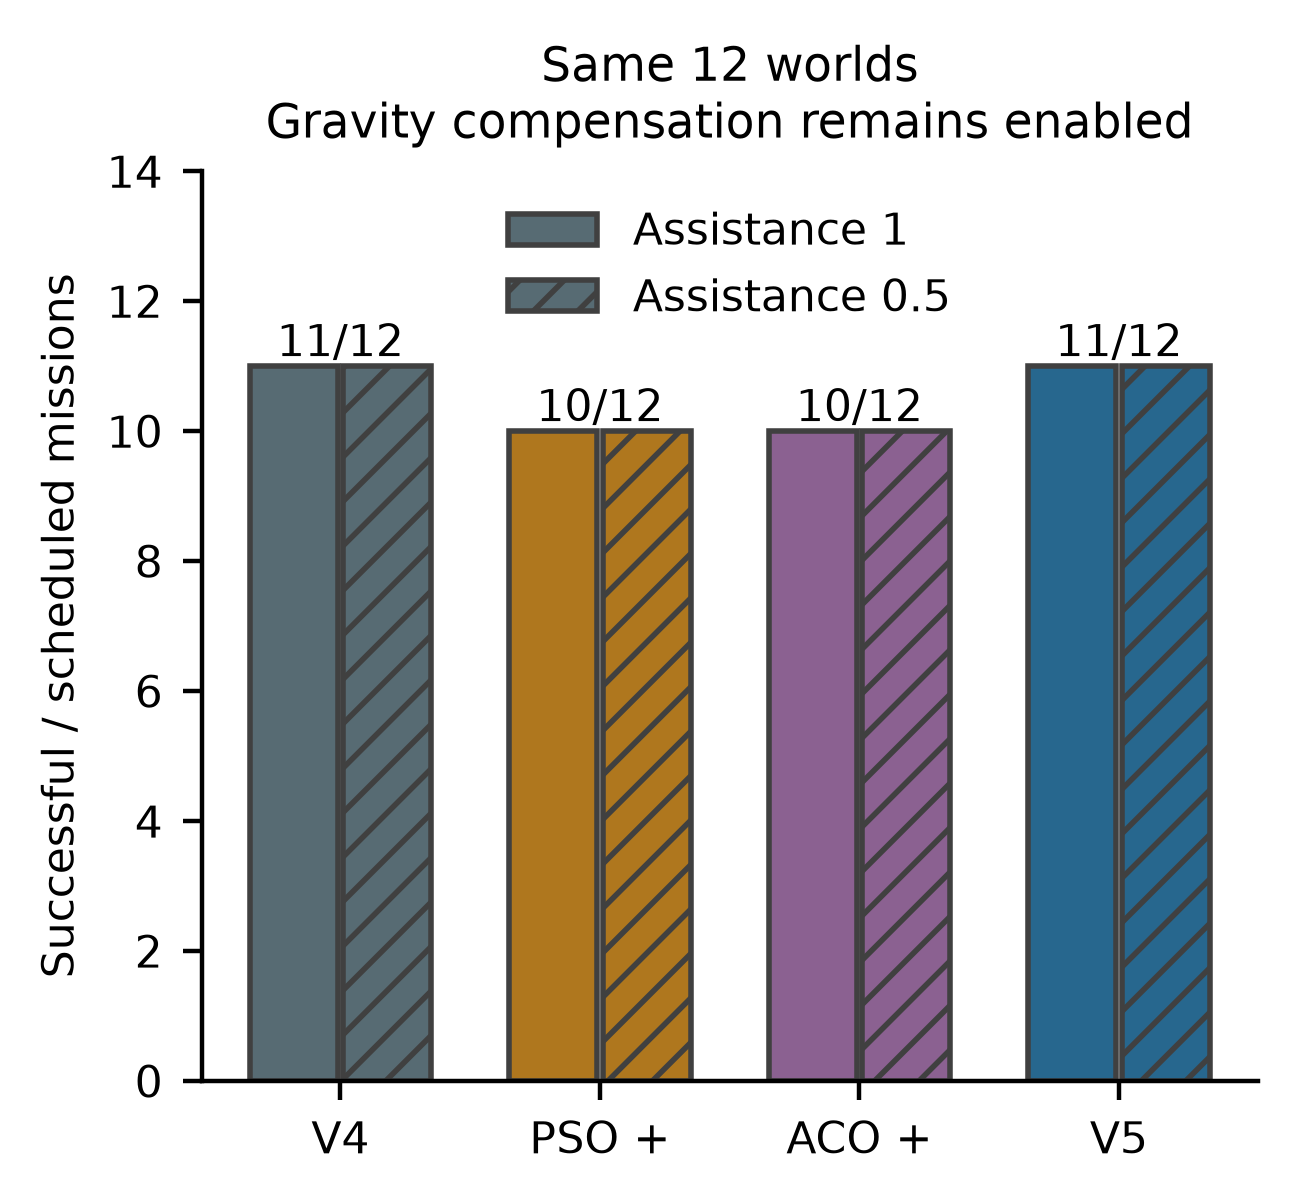 Same 12 worlds
Gravity compensation remains enabled
Successful / scheduled missions
14
12
10
8
6
4
2
0
Assistance 1
Assistance 0.5
11/12
10/12
10/12
11/12
V4
PSO +
ACO +
V5